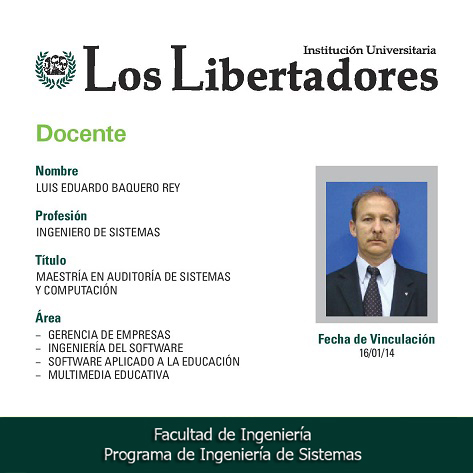 Institución Universitaria
Los Libertadores
Docente
Nombre
LUIS EDUARDO BAQUERO REY
Profesión
INGENIERO DE SISTEMAS
Título
MAESTRÍA EN AUDITORÍA DE SISTEMAS
Y COMPUTACIÓN
Área
– GERENCIA DE EMPRESAS
– INGENIERÍA DEL SOFTWARE
– SOFTWARE APLICADO A LA EDUCACIÓN
– MULTIMEDIA EDUCATIVA
Fecha de Vinculación
16/01/14
Facultad de Ingeniería
Programa de Ingeniería de Sistemas